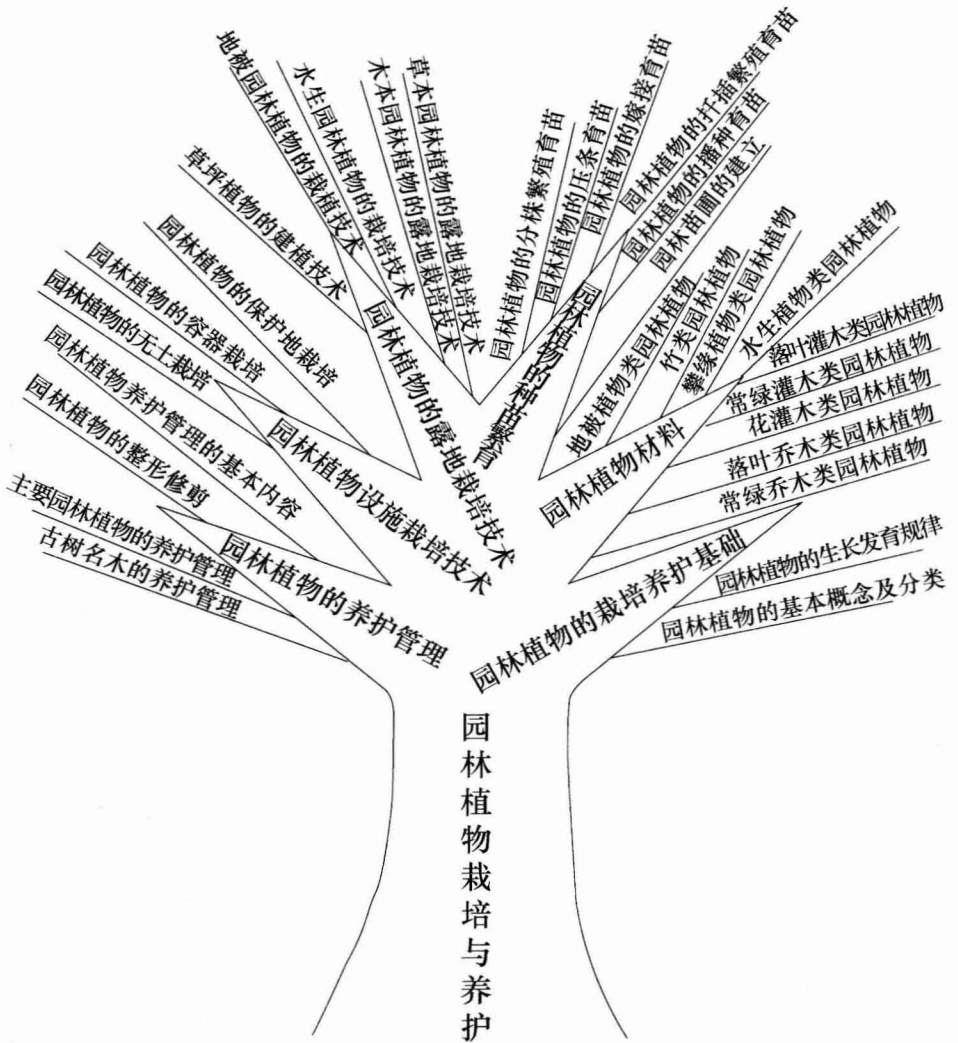 地被园林植物的栽植技术
水生园林植物的栽培技术
木本园林植物的露地栽培技术
草本园林植物的露地栽培技术
草坪植物的建植技术
园林植物的露地栽培技术
园林植物的分株繁殖育苗
园林植物的压条育苗
园林植物的嫁接育苗
园林植物的扦插繁殖育苗
园林植物的播种育苗
园林苗圃的建立
园林植物的种苗繁育
园林植物的保护地栽培
园林植物的容器栽培
园林植物的无土栽培
园林植物设施栽培技术
地被植物类园林植物
竹类园林植物
攀缘植物类园林植物
水生植物类园林植物
落叶灌木类园林植物
常绿灌木类园林植物
花灌木类园林植物
落叶乔木类园林植物
常绿乔木类园林植物
园林植物材料
园林植物养护管理的基本内容
园林植物的整形修剪
主要园林植物的养护管理
古树名木的养护管理
园林植物的养护管理
园林植物的生长发育规律
园林植物的基本概念及分类
园林植物的栽培养护基础
园林植物栽培与养护